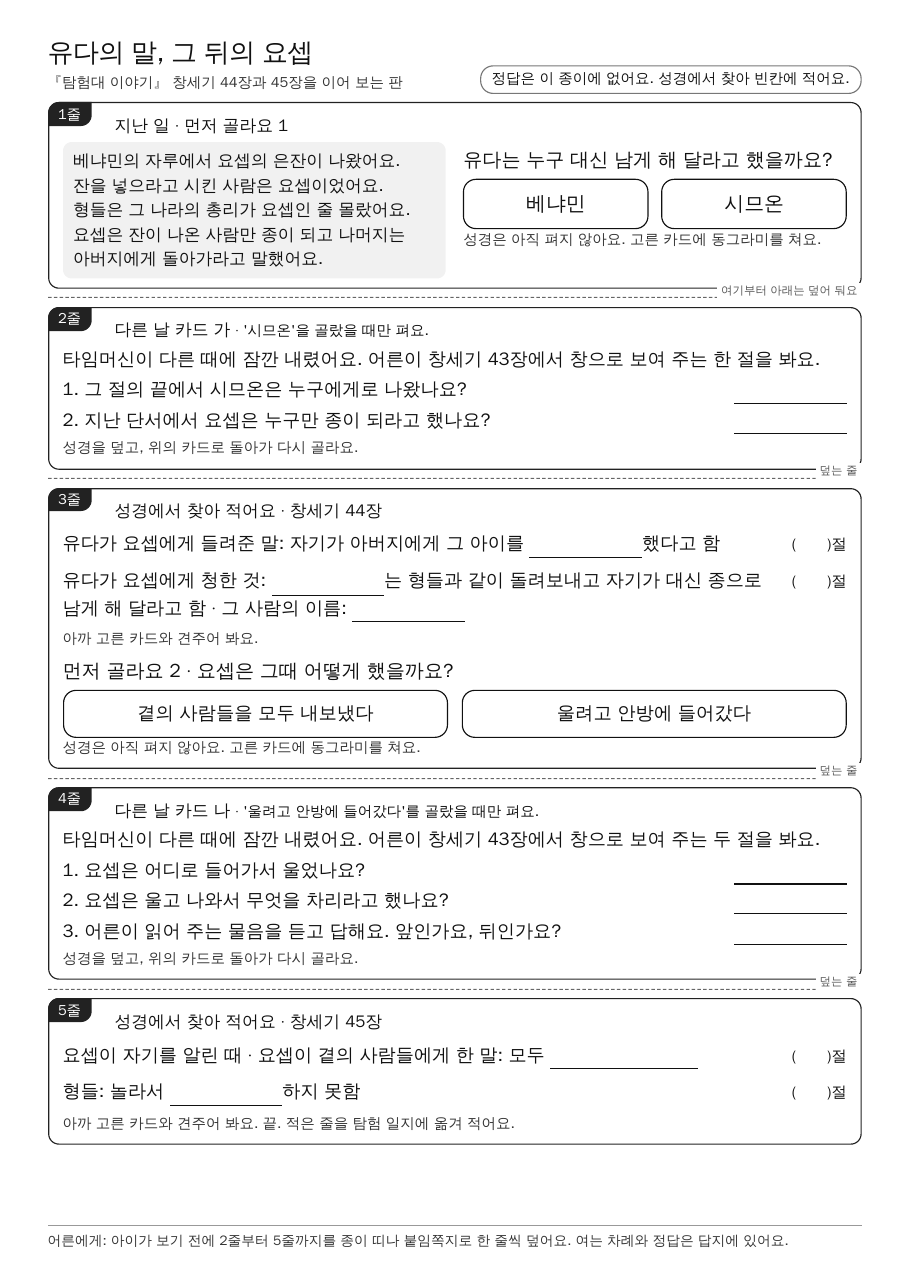 유다의 말, 그 뒤의 요셉
『탐험대 이야기』 창세기 44장과 45장을 이어 보는 판
정답은 이 종이에 없어요. 성경에서 찾아 빈칸에 적어요.
1줄
지난 일 · 먼저 골라요 1
베냐민의 자루에서 요셉의 은잔이 나왔어요.
잔을 넣으라고 시킨 사람은 요셉이었어요.
형들은 그 나라의 총리가 요셉인 줄 몰랐어요.
요셉은 잔이 나온 사람만 종이 되고 나머지는
아버지에게 돌아가라고 말했어요.
유다는 누구 대신 남게 해 달라고 했을까요?
베냐민
시므온
성경은 아직 펴지 않아요. 고른 카드에 동그라미를 쳐요.
여기부터 아래는 덮어 둬요
2줄
다른 날 카드 가 · '시므온'을 골랐을 때만 펴요.
타임머신이 다른 때에 잠깐 내렸어요. 어른이 창세기 43장에서 창으로 보여 주는 한 절을 봐요.
1. 그 절의 끝에서 시므온은 누구에게로 나왔나요?
2. 지난 단서에서 요셉은 누구만 종이 되라고 했나요?
성경을 덮고, 위의 카드로 돌아가 다시 골라요.
덮는 줄
3줄
성경에서 찾아 적어요 · 창세기 44장
유다가 요셉에게 들려준 말: 자기가 아버지에게 그 아이를 했다고 함 ( )절
유다가 요셉에게 청한 것: 는 형들과 같이 돌려보내고 자기가 대신 종으로 ( )절
남게 해 달라고 함 · 그 사람의 이름:
아까 고른 카드와 견주어 봐요.
먼저 골라요 2 · 요셉은 그때 어떻게 했을까요?
곁의 사람들을 모두 내보냈다
울려고 안방에 들어갔다
성경은 아직 펴지 않아요. 고른 카드에 동그라미를 쳐요.
덮는 줄
4줄
다른 날 카드 나 · '울려고 안방에 들어갔다'를 골랐을 때만 펴요.
타임머신이 다른 때에 잠깐 내렸어요. 어른이 창세기 43장에서 창으로 보여 주는 두 절을 봐요.
1. 요셉은 어디로 들어가서 울었나요?
2. 요셉은 울고 나와서 무엇을 차리라고 했나요?
3. 어른이 읽어 주는 물음을 듣고 답해요. 앞인가요, 뒤인가요?
성경을 덮고, 위의 카드로 돌아가 다시 골라요.
덮는 줄
5줄
성경에서 찾아 적어요 · 창세기 45장
요셉이 자기를 알린 때 · 요셉이 곁의 사람들에게 한 말: 모두 ( )절
형들: 놀라서 하지 못함 ( )절
아까 고른 카드와 견주어 봐요. 끝. 적은 줄을 탐험 일지에 옮겨 적어요.
어른에게: 아이가 보기 전에 2줄부터 5줄까지를 종이 띠나 붙임쪽지로 한 줄씩 덮어요. 여는 차례와 정답은 답지에 있어요.